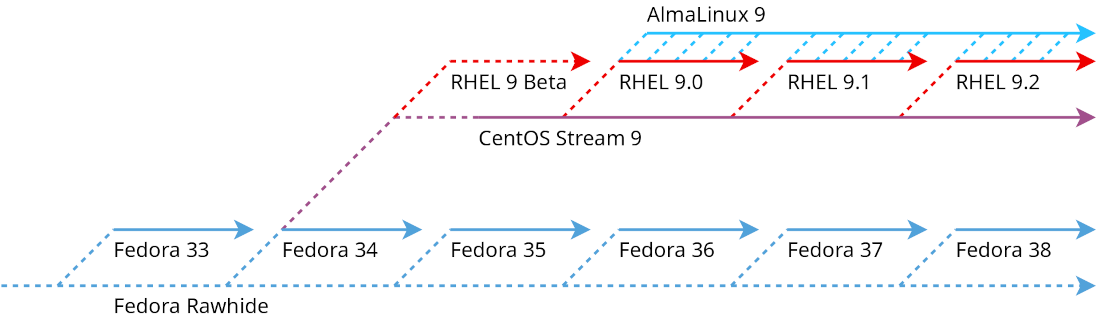 AlmaLinux 9
RHEL 9 Beta
RHEL 9.0
RHEL 9.1
RHEL 9.2
CentOS Stream 9
Fedora 33
Fedora 34
Fedora 35
Fedora 36
Fedora 37
Fedora 38
Fedora Rawhide